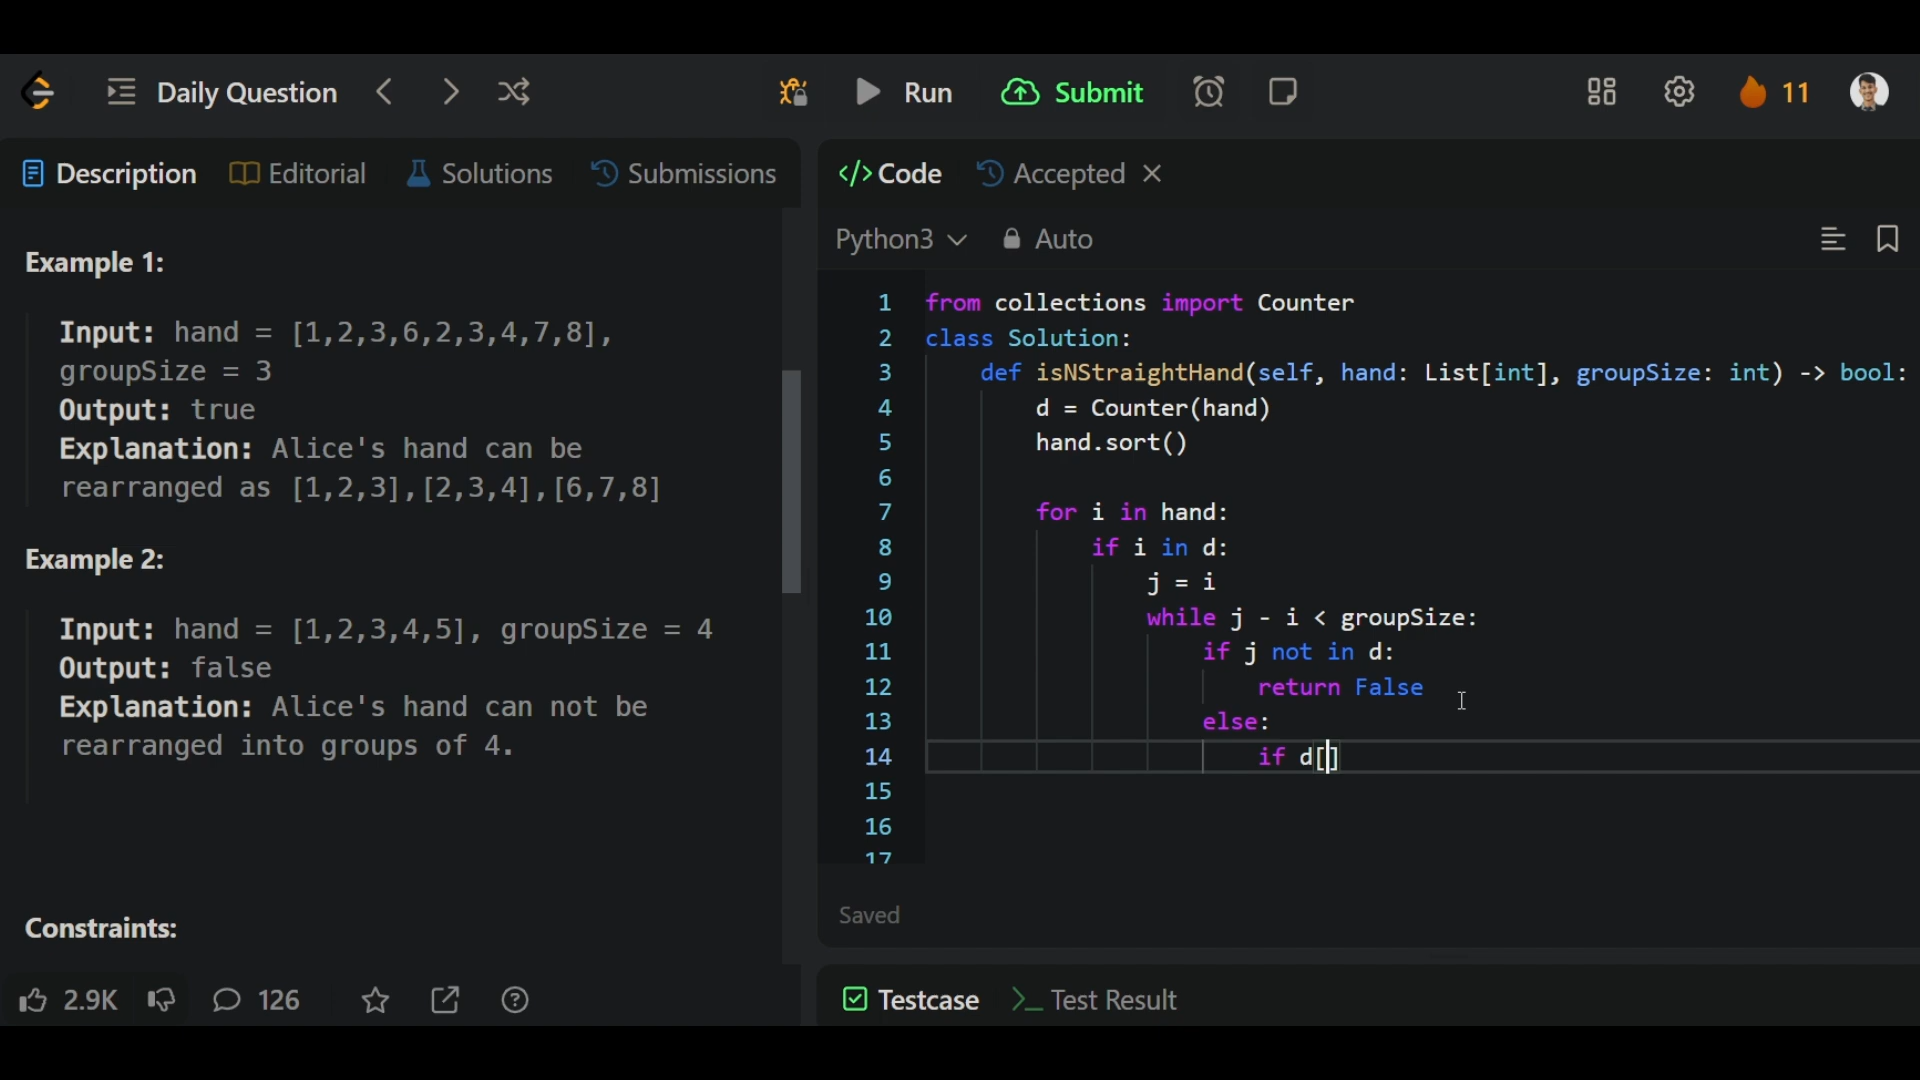 Daily Question
Run
Submit
11
Description
Editorial
Solutions
Submissions
Example 1:
Input: hand = [1,2,3,6,2,3,4,7,8],
groupSize = 3
Output: true
Explanation: Alice's hand can be
rearranged as [1,2,3],[2,3,4],[6,7,8]
Example 2:
Input: hand = [1,2,3,4,5], groupSize = 4
Output: false
Explanation: Alice's hand can not be
rearranged into groups of 4.
Constraints:
2.9K
126
</> Code
Accepted
Python3
Auto
1 from collections import Counter
2 class Solution:
3 def isNStraightHand(self, hand: List[int], groupSize: int) -> bool:
4 d = Counter(hand)
5 hand.sort()
6
7 for i in hand:
8 if i in d:
9 j = i
10 while j - i < groupSize:
11 if j not in d:
12 return False
13 else:
14 if d[]
15
16
17
Saved
Testcase
Test Result